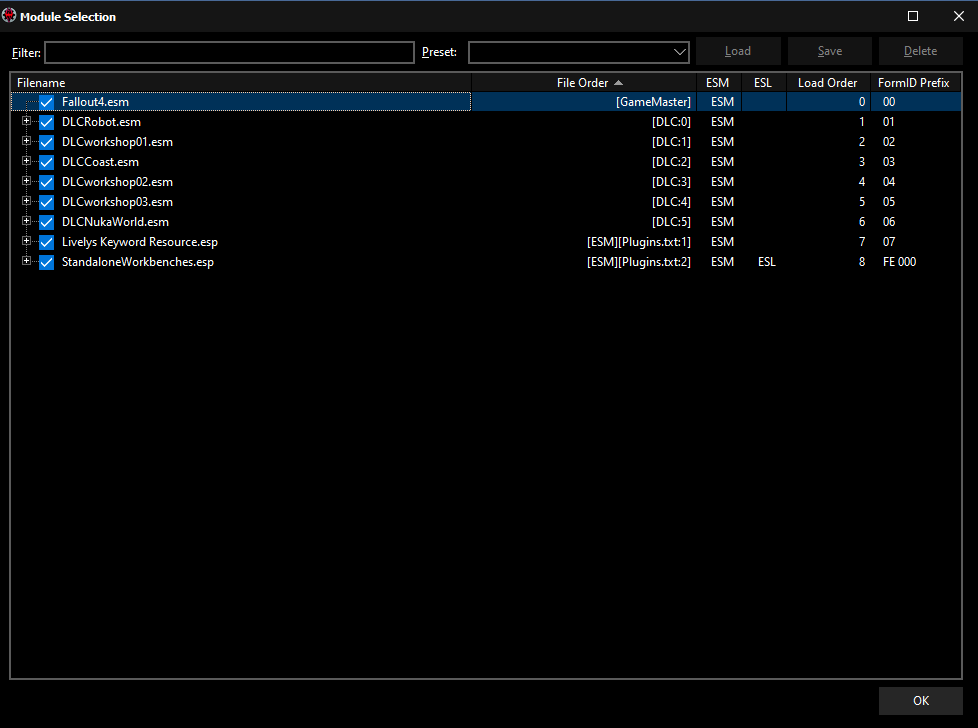 Module Selection
Filter: Preset: Load Save Delete
Filename File Order ESM ESL Load Order FormID Prefix
Fallout4.esm [GameMaster] ESM 0 00
DLCRobot.esm [DLC:0] ESM 1 01
DLCworkshop01.esm [DLC:1] ESM 2 02
DLCCoast.esm [DLC:2] ESM 3 03
DLCworkshop02.esm [DLC:3] ESM 4 04
DLCworkshop03.esm [DLC:4] ESM 5 05
DLCNukaWorld.esm [DLC:5] ESM 6 06
Livelys Keyword Resource.esp [ESM][Plugins.txt:1] ESM 7 07
StandaloneWorkbenches.esp [ESM][Plugins.txt:2] ESM ESL 8 FE 000
OK